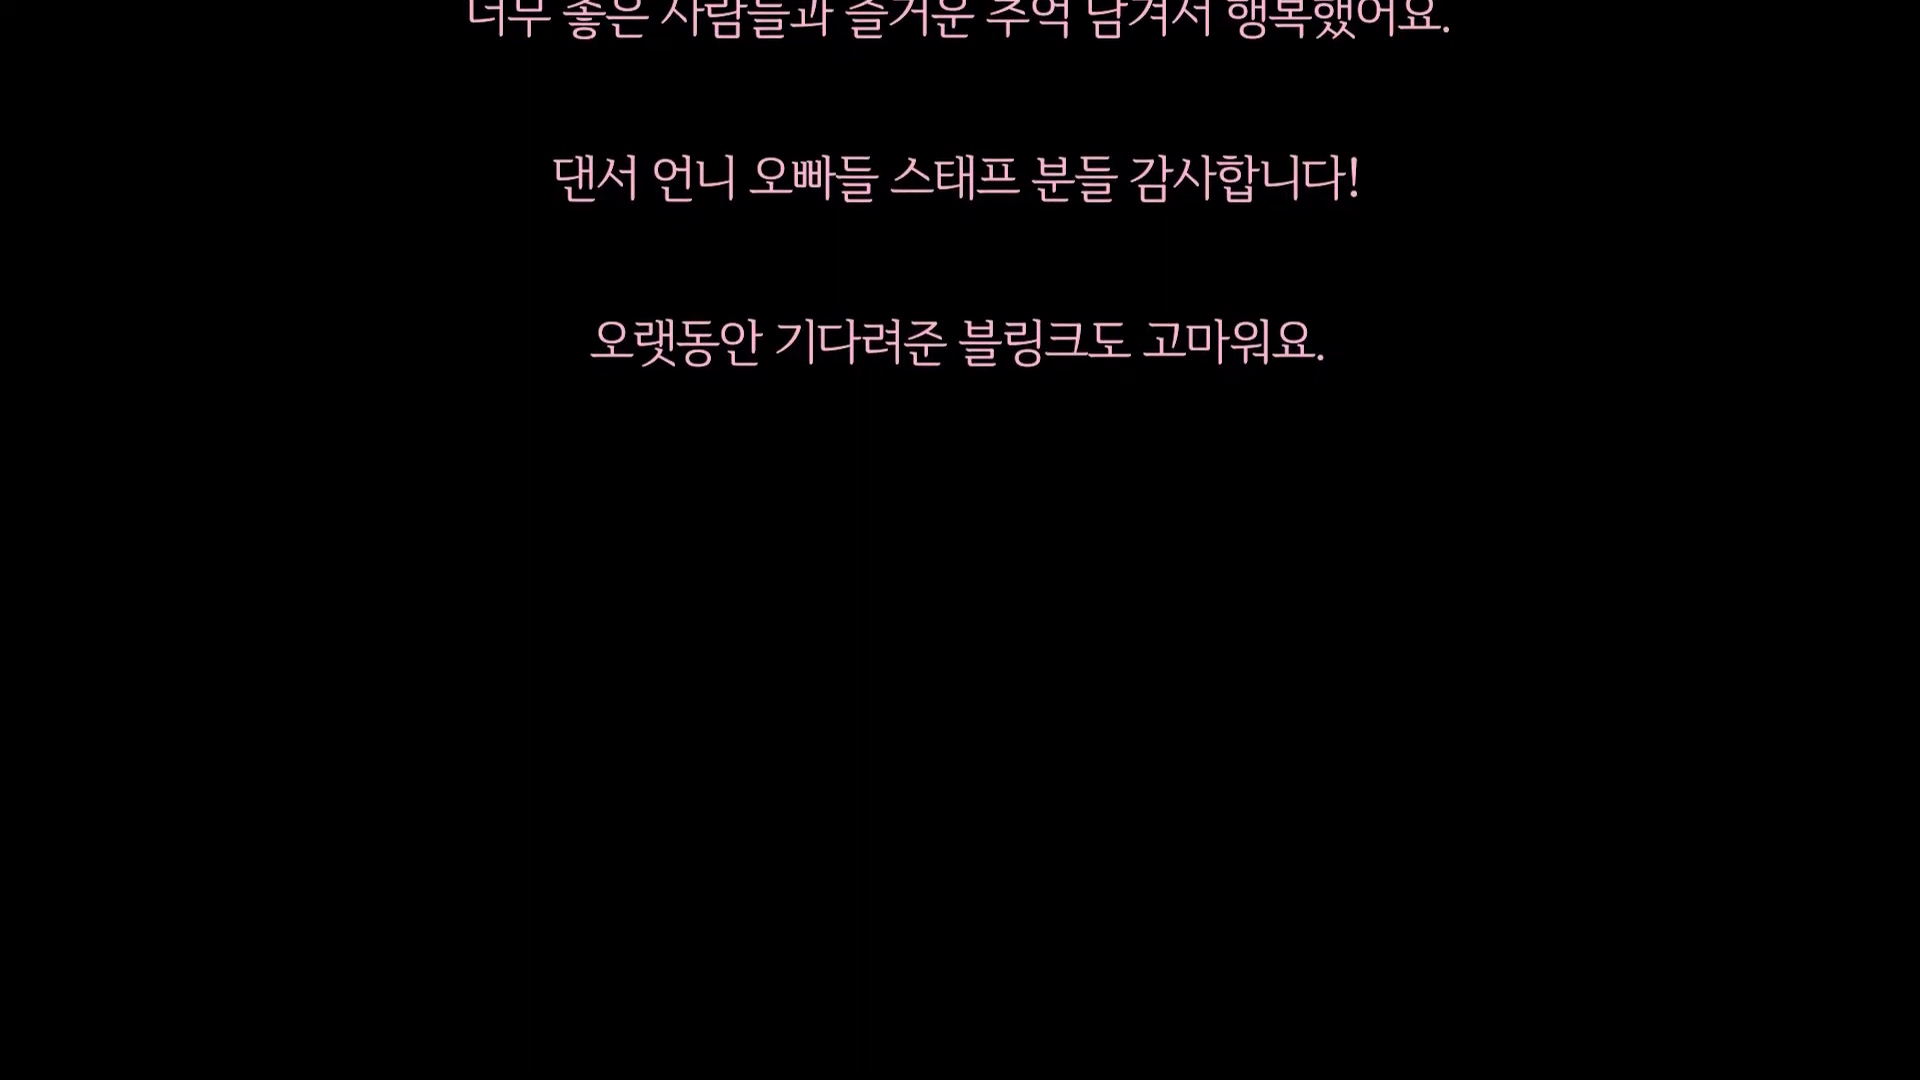 너무 좋은 사람들과 즐거운 추억 남겨서 행복했어요.
댄서 언니 오빠들 스태프 분들 감사합니다!
오랫동안 기다려준 블링크도 고마워요.